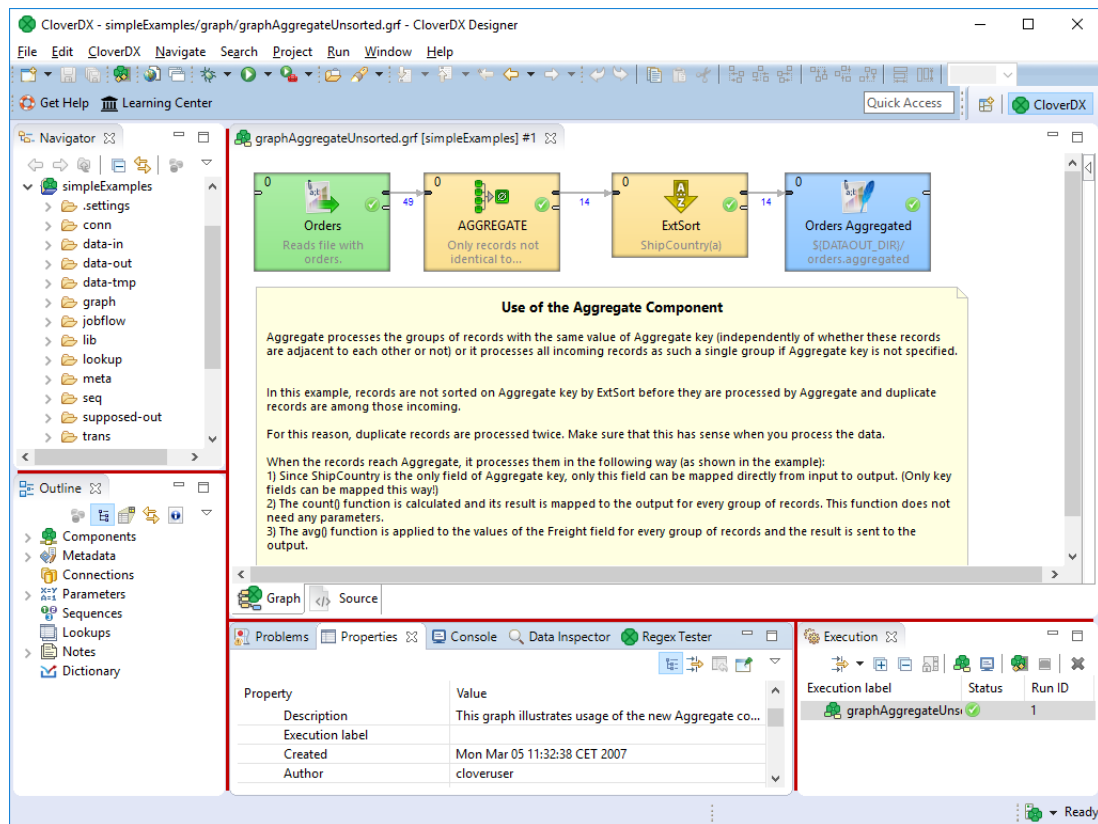 CloverDX - simpleExamples/graph/graphAggregateUnsorted.grf - CloverDX Designer
File Edit CloverDX Navigate Search Project Run Window Help
Get Help Learning Center Quick Access CloverDX
Navigator
simpleExamples
.settings
conn
data-in
data-out
data-tmp
graph
jobflow
lib
lookup
meta
seq
supposed-out
trans
graphAggregateUnsorted.grf [simpleExamples] #1
0
Orders
Reads file with
orders.
49
0
AGGREGATE
Only records not
identical to...
14
0
ExtSort
ShipCountry(a)
14
0
Orders Aggregated
${DATAOUT_DIR}/
orders.aggregated
Use of the Aggregate Component
Aggregate processes the groups of records with the same value of Aggregate key (independently of whether these records
are adjacent to each other or not) or it processes all incoming records as such a single group if Aggregate key is not specified.
In this example, records are not sorted on Aggregate key by ExtSort before they are processed by Aggregate and duplicate
records are among those incoming.
For this reason, duplicate records are processed twice. Make sure that this has sense when you process the data.
When the records reach Aggregate, it processes them in the following way (as shown in the example):
1) Since ShipCountry is the only field of Aggregate key, only this field can be mapped directly from input to output. (Only key
fields can be mapped this way!)
2) The count() function is calculated and its result is mapped to the output for every group of records. This function does not
need any parameters.
3) The avg() function is applied to the values of the Freight field for every group of records and the result is sent to the
output.
Graph Source
Outline
Components
Metadata
Connections
Parameters
Sequences
Lookups
Notes
Dictionary
Problems Properties Console Data Inspector Regex Tester
Property Value
Description This graph illustrates usage of the new Aggregate co...
Execution label
Created Mon Mar 05 11:32:38 CET 2007
Author cloveruser
Execution
Execution label Status Run ID
graphAggregateUns 1
Ready